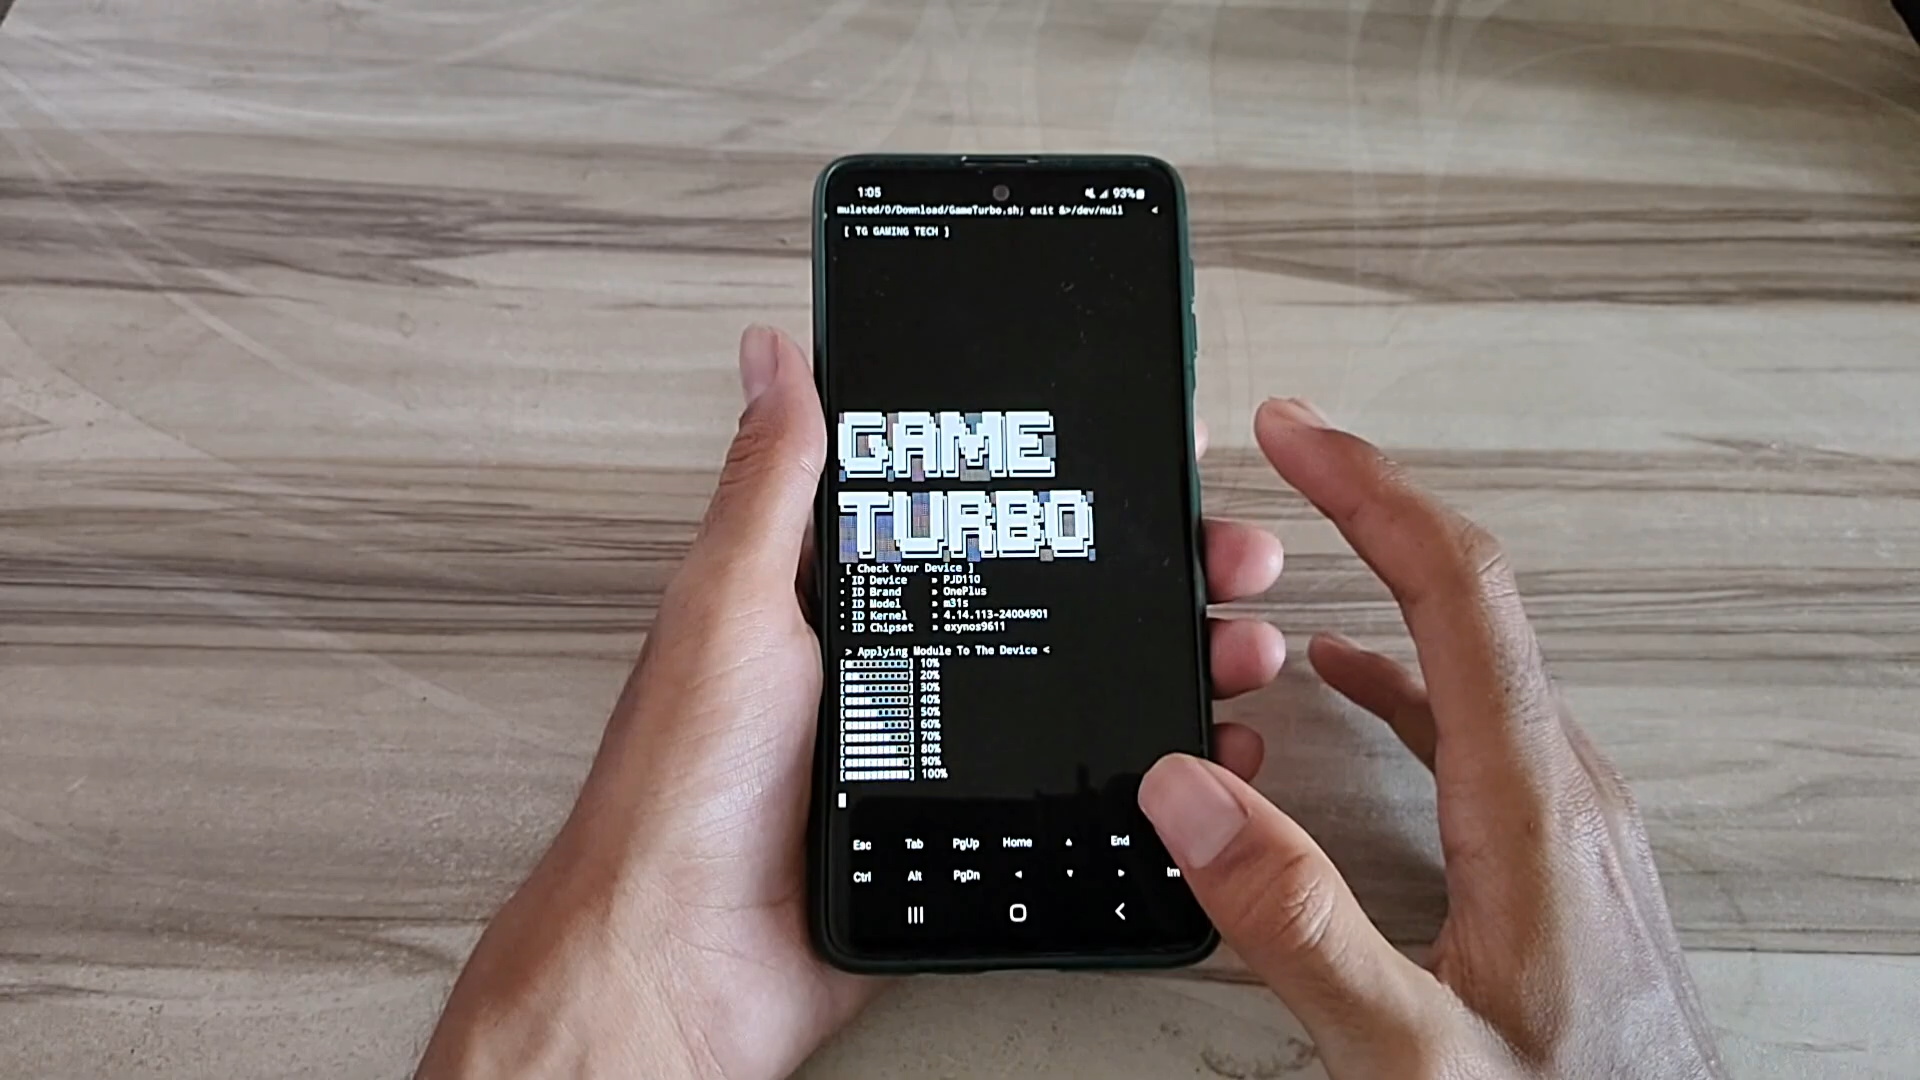 1:05 93%
mulated/0/Download/GameTurbo.sh; exit &>/dev/null <
[ TG GAMING TECH ]
GAME
TURBO
[ Check Your Device ]
• ID Device » PJD110
• ID Brand » OnePlus
• ID Model » m31s
• ID Kernel » 4.14.113-24004901
• ID Chipset » exynos9611
> Applying Module To The Device <
[■□□□□□□□□□] 10%
[■■□□□□□□□□] 20%
[■■■□□□□□□□] 30%
[■■■■□□□□□□] 40%
[■■■■■□□□□□] 50%
[■■■■■■□□□□] 60%
[■■■■■■■□□□] 70%
[■■■■■■■■□□] 80%
[■■■■■■■■■□] 90%
[■■■■■■■■■■] 100%
Esc Tab PgUp Home ▲ End
Ctrl Alt PgDn ◄ ▼ ► Im